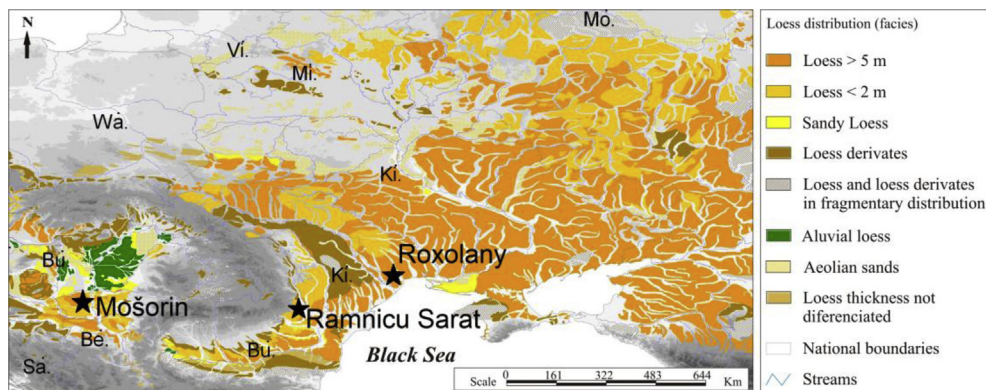 N
Mo.
Vi.
Mi.
Wa.
Ki.
Bu.
Ki.
Roxolany
Mošorin
Ramnicu Sarat
Be.
Bu.
Sa.
Black Sea
Scale 0 161 322 483 644 Km
Loess distribution (facies)
Loess > 5 m
Loess < 2 m
Sandy Loess
Loess derivates
Loess and loess derivates
in fragmentary distribution
Aluvial loess
Aeolian sands
Loess thickness not
diferenciated
National boundaries
Streams